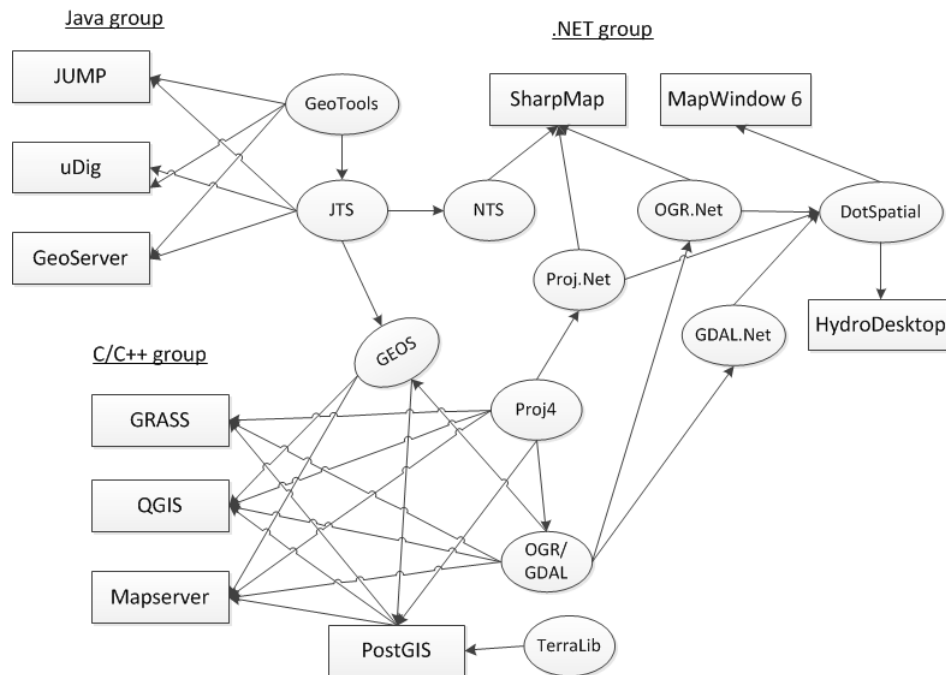 Java group
.NET group
JUMP
GeoTools
SharpMap
MapWindow 6
uDig
JTS
NTS
OGR.Net
DotSpatial
GeoServer
Proj.Net
GDAL.Net
HydroDesktop
C/C++ group
GEOS
GRASS
Proj4
QGIS
OGR/
GDAL
Mapserver
PostGIS
TerraLib